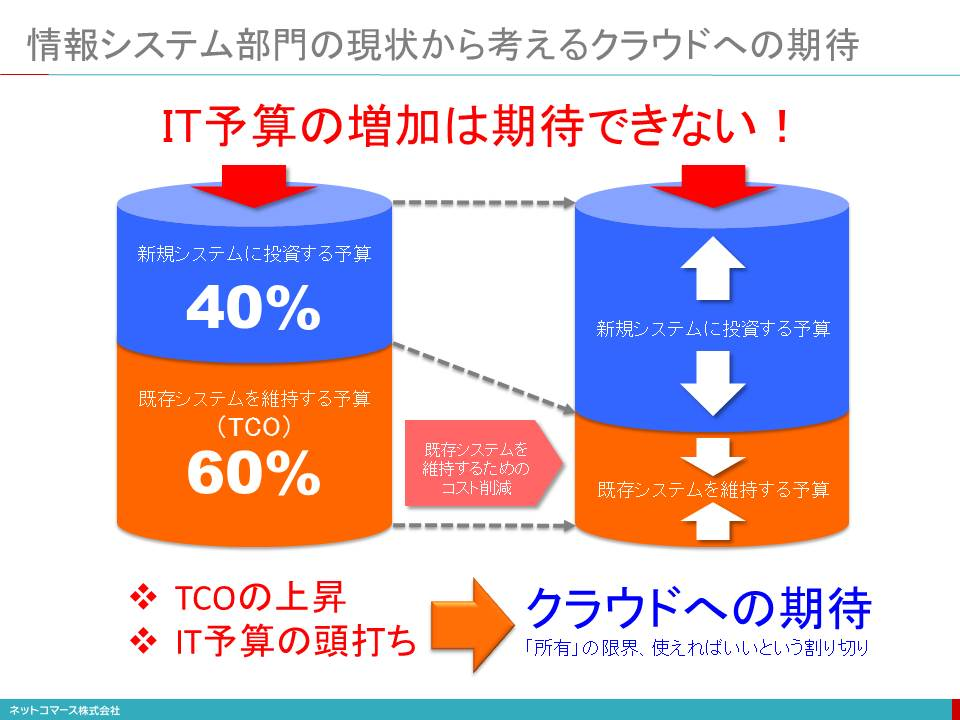 情報システム部門の現状から考えるクラウドへの期待
IT予算の増加は期待できない！
新規システムに投資する予算
40%
既存システムを維持する予算
（TCO）
60%
既存システムを
維持するための
コスト削減
新規システムに投資する予算
既存システムを維持する予算
❖ TCOの上昇
❖ IT予算の頭打ち
クラウドへの期待
「所有」の限界、使えればいいという割り切り
ネットコマース株式会社